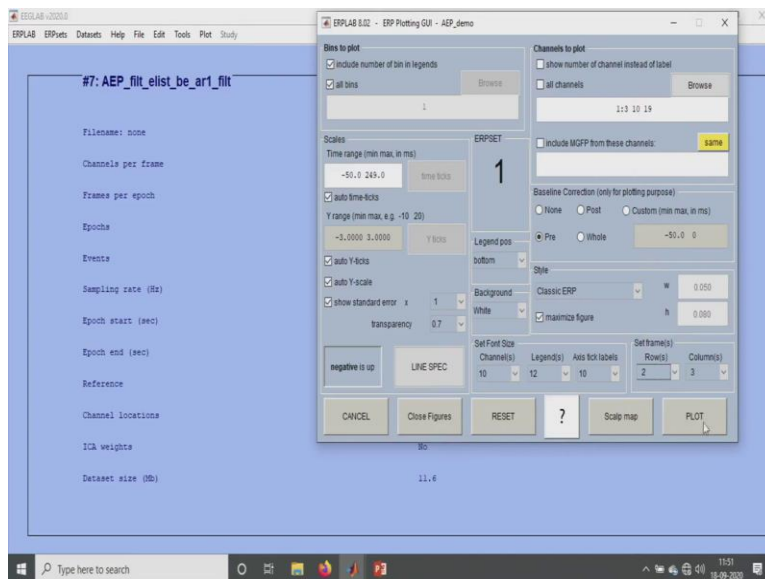 EEGLAB v2020.0
ERPLAB ERPsets Datasets Help File Edit Tools Plot Study
#7: AEP_filt_elist_be_ar1_filt
Filename: none
Channels per frame
Frames per epoch
Epochs
Events
Sampling rate (Hz)
Epoch start (sec)
Epoch end (sec)
Reference
Channel locations
ICA weights
No
Dataset size (Mb)
11.6
ERPLAB 8.02 - ERP Plotting GUI - AEP_demo
Bins to plot
include number of bin in legends
all bins
Browse
1
Channels to plot
show number of channel instead of label
all channels
Browse
1:3 10 19
include MGFP from these channels:
same
Scales
Time range (min max, in ms)
-50.0 249.0
time ticks
auto time-ticks
Y range (min max, e.g. -10 20)
-3.0000 3.0000
Y ticks
auto Y-ticks
auto Y-scale
show standard error x 1
transparency 0.7
negative is up
LINE SPEC
ERPSET
1
Legend pos
bottom
Background
White
Baseline Correction (only for plotting purpose)
None Post Custom (min max, in ms)
Pre Whole -50.0 0
Style
Classic ERP
w 0.050
maximize figure
h 0.080
Set Font Size
Channel(s) Legend(s) Axis tick labels
10 12 10
Set frame(s)
Row(s) Column(s)
2 3
CANCEL
Close Figures
RESET
?
Scalp map
PLOT
Type here to search
11:51
18-09-2020